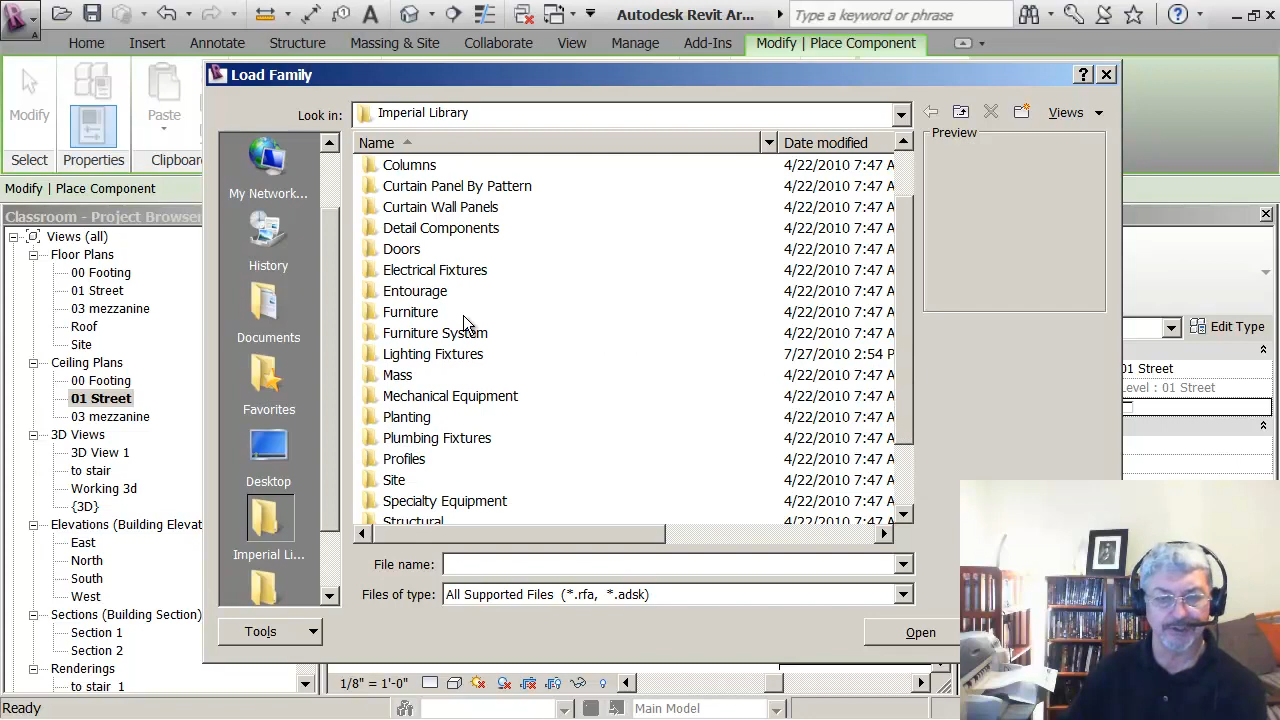 Autodesk Revit Ar...
Type a keyword or phrase
Home
Insert
Annotate
Structure
Massing & Site
Collaborate
View
Manage
Add-Ins
Modify | Place Component
Modify
Paste
Select
Properties
Clipboard
Modify | Place Component
Load Family
Look in:
Imperial Library
Views
Name
Date modified
Preview
My Network...
History
Documents
Favorites
Desktop
Imperial Li...
Columns 4/22/2010 7:47 A
Curtain Panel By Pattern 4/22/2010 7:47 A
Curtain Wall Panels 4/22/2010 7:47 A
Detail Components 4/22/2010 7:47 A
Doors 4/22/2010 7:47 A
Electrical Fixtures 4/22/2010 7:47 A
Entourage 4/22/2010 7:47 A
Furniture 4/22/2010 7:47 A
Furniture System 4/22/2010 7:47 A
Lighting Fixtures 7/27/2010 2:54 P
Mass 4/22/2010 7:47 A
Mechanical Equipment 4/22/2010 7:47 A
Planting 4/22/2010 7:47 A
Plumbing Fixtures 4/22/2010 7:47 A
Profiles 4/22/2010 7:47 A
Site 4/22/2010 7:47 A
Specialty Equipment 4/22/2010 7:47 A
Structural 4/22/2010 7:47 A
File name:
Files of type: All Supported Files (*.rfa, *.adsk)
Tools
Open
Classroom - Project Browser
Views (all)
Floor Plans
00 Footing
01 Street
03 mezzanine
Roof
Site
Ceiling Plans
00 Footing
01 Street
03 mezzanine
3D Views
3D View 1
to stair
Working 3d
{3D}
Elevations (Building Elevat
East
North
South
West
Sections (Building Section)
Section 1
Section 2
Renderings
to stair 1
Edit Type
01 Street
Level : 01 Street
1/8" = 1'-0"
Ready
Main Model